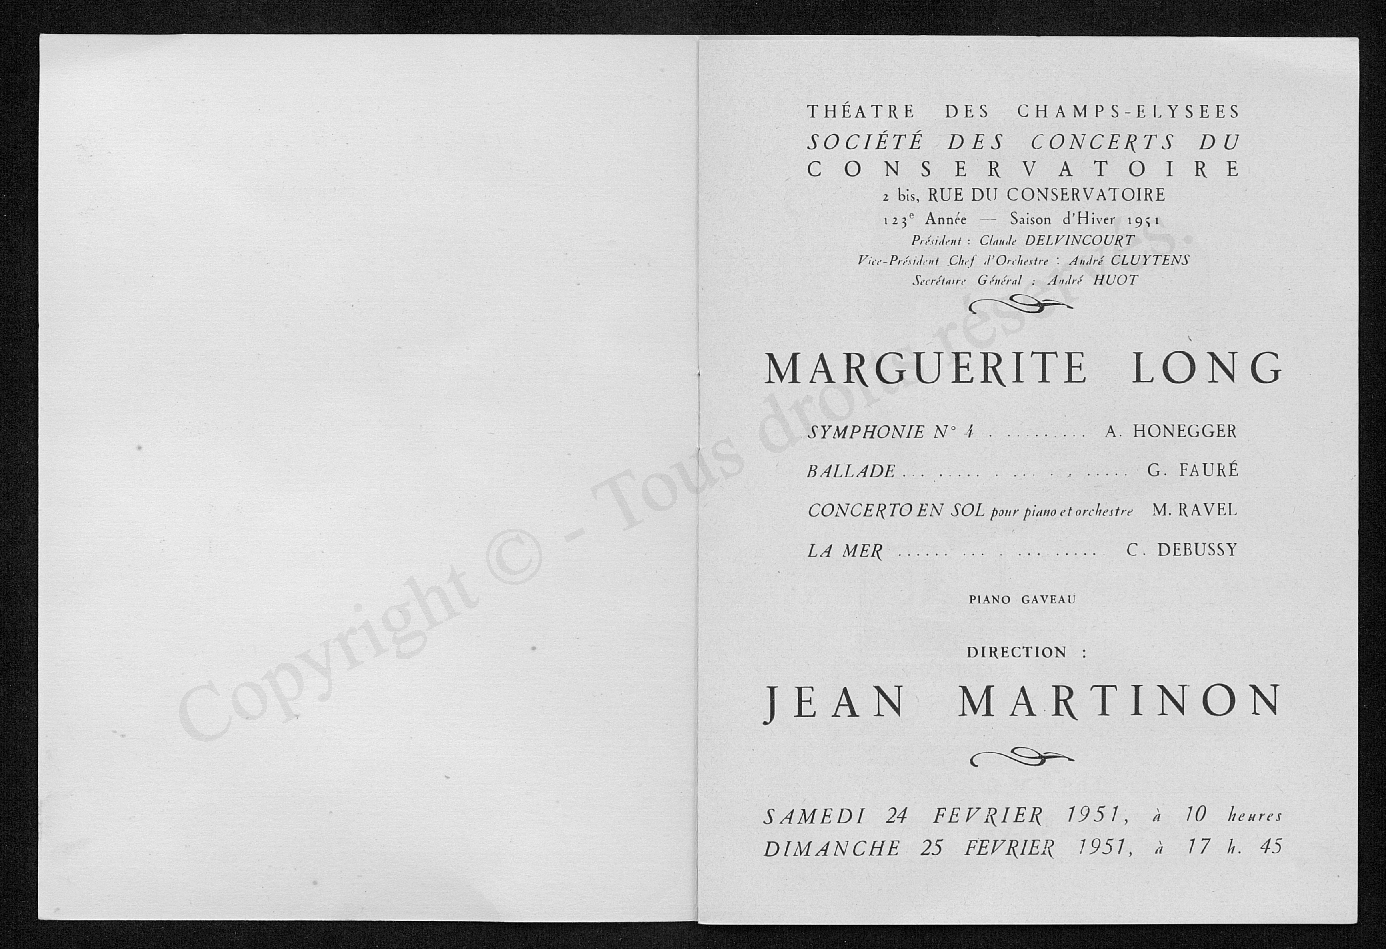 THÉATRE DES CHAMPS-ELYSEES
SOCIÉTÉ DES CONCERTS DU
CONSERVATOIRE
2 bis, RUE DU CONSERVATOIRE
123e Année — Saison d'Hiver 1951
Président : Claude DELVINCOURT
Vice-Président Chef d'Orchestre : André CLUYTENS
Secrétaire Général : André HUOT
MARGUERITE LONG
SYMPHONIE N° 4 . . . . . . . . . . A. HONEGGER
BALLADE . . . . . . . . . . . . . . . . . . G. FAURÉ
CONCERTO EN SOL pour piano et orchestre M. RAVEL
LA MER . . . . . . . . . . . . . . . . . . C. DEBUSSY
PIANO GAVEAU
DIRECTION :
JEAN MARTINON
SAMEDI 24 FEVRIER 1951, à 10 heures
DIMANCHE 25 FEVRIER 1951, à 17 h. 45
Copyright © - Tous droits réservés.